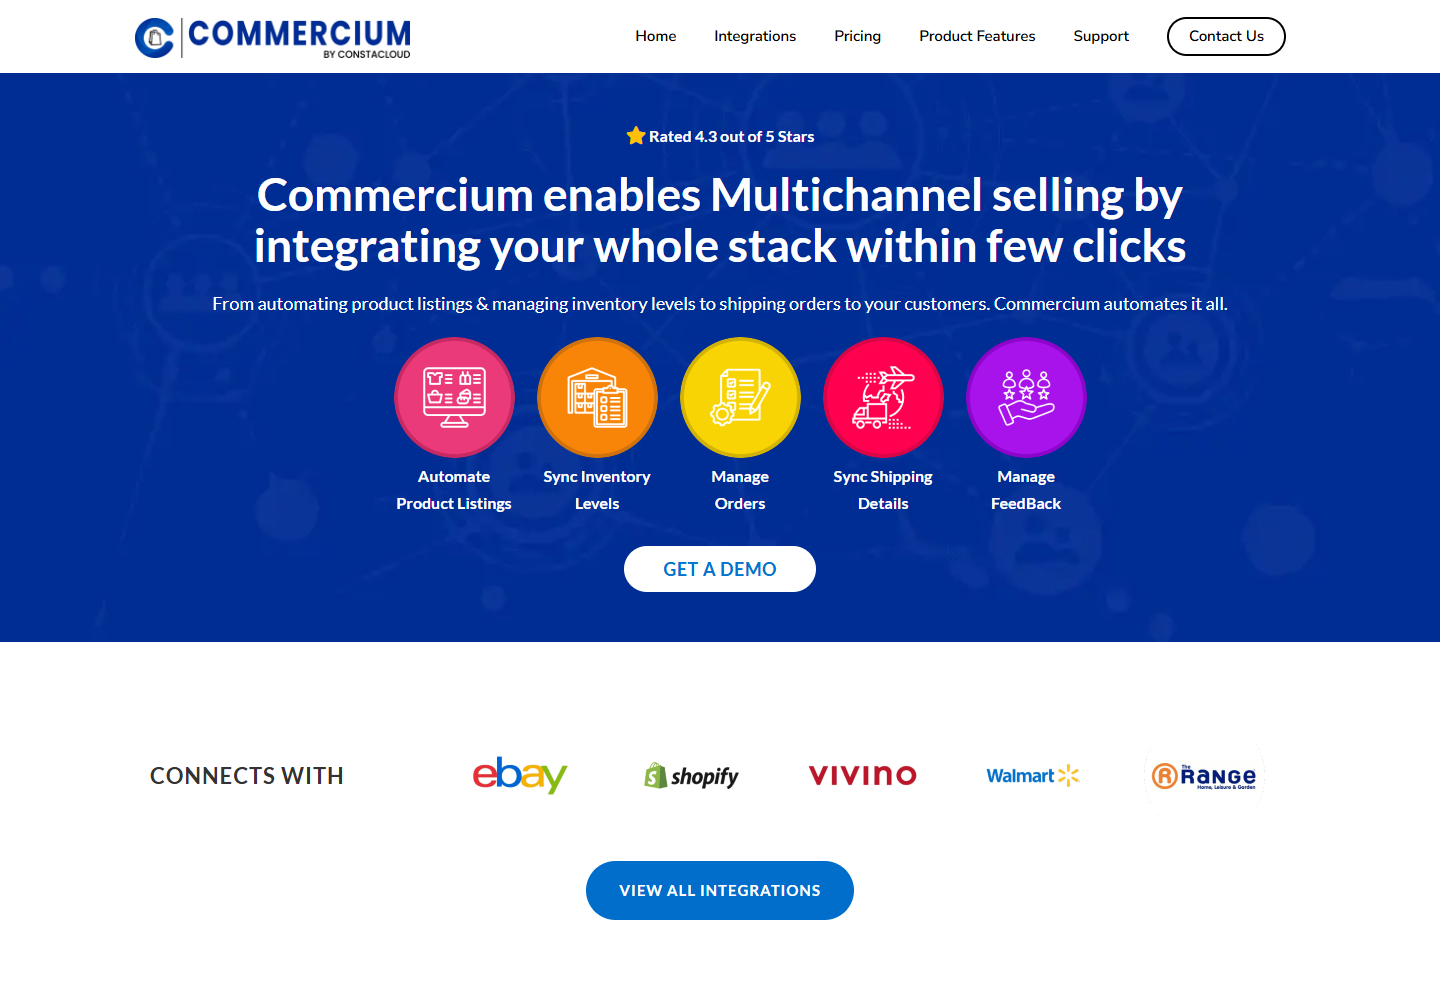 COMMERCIUM
BY CONSTACLOUD
Home
Integrations
Pricing
Product Features
Support
Contact Us
Rated 4.3 out of 5 Stars
Commercium enables Multichannel selling by
integrating your whole stack within few clicks
From automating product listings & managing inventory levels to shipping orders to your customers. Commercium automates it all.
Automate
Product Listings
Sync Inventory
Levels
Manage
Orders
Sync Shipping
Details
Manage
FeedBack
GET A DEMO
CONNECTS WITH
ebay
shopify
VIVINO
Walmart
The
RANGE
Home, Leisure & Garden
VIEW ALL INTEGRATIONS